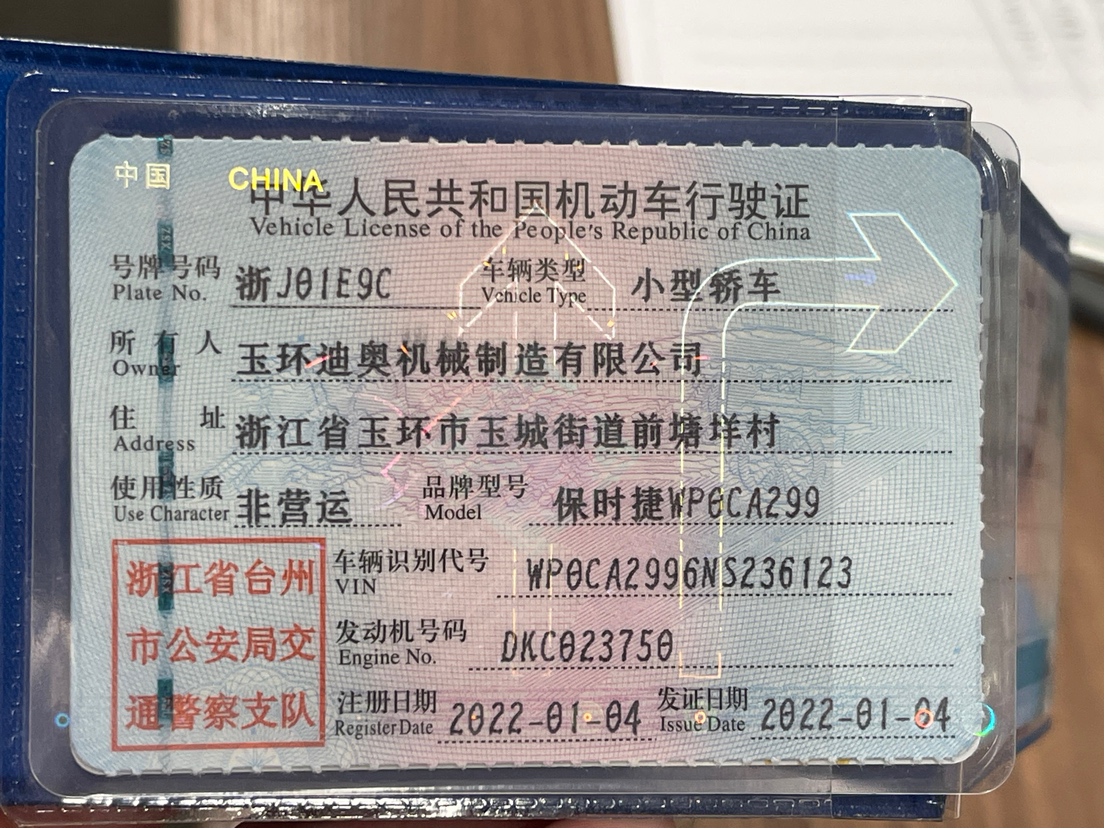 中国 CHINA
中华人民共和国机动车行驶证
Vehicle License of the People's Republic of China
号牌号码 Plate No. 浙J01E9C 车辆类型 Vehicle Type 小型轿车
所有人 Owner 玉环迪奥机械制造有限公司
住址 Address 浙江省玉环市玉城街道前塘垟村
使用性质 Use Character 非营运 品牌型号 Model 保时捷WP0CA299
车辆识别代号 VIN WP0CA2996NS236123
发动机号码 Engine No. DKC023750
注册日期 Register Date 2022-01-04 发证日期 Issue Date 2022-01-04
浙江省台州
市公安局交
通警察支队